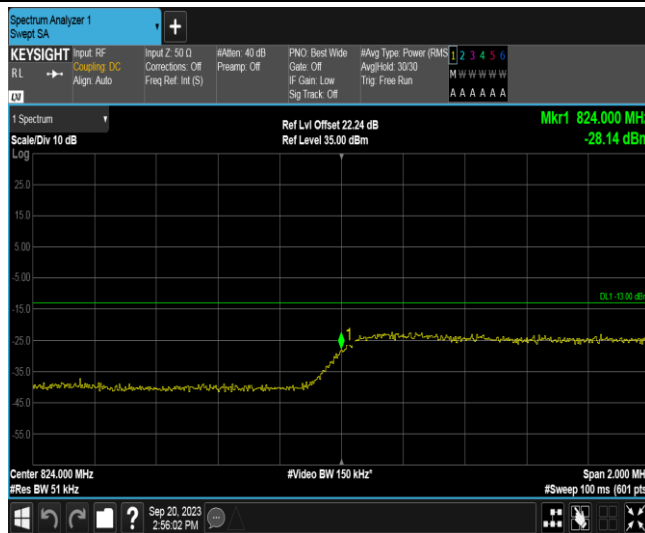 Spectrum Analyzer 1
Swept SA
+
KEYSIGHT
RL
LXI
Input: RF
Coupling: DC
Align: Auto
Input Z: 50 Ω
Corrections: Off
Freq Ref: Int (S)
#Atten: 40 dB
Preamp: Off
PNO: Best Wide
Gate: Off
IF Gain: Low
Sig Track: Off
#Avg Type: Power (RMS
Avg|Hold: 30/30
Trig: Free Run
1 2 3 4 5 6
M W W W W W
A A A A A A
1 Spectrum
Scale/Div 10 dB
Ref Lvl Offset 22.24 dB
Ref Level 35.00 dBm
Mkr1 824.000 MHz
-28.14 dBm
Log
25.0
15.0
5.00
-5.00
DL1 -13.00 dBm
-15.0
1
-25.0
-35.0
-45.0
-55.0
Center 824.000 MHz
#Video BW 150 kHz*
Span 2.000 MHz
#Res BW 51 kHz
#Sweep 100 ms (601 pts)
?
Sep 20, 2023
2:56:02 PM